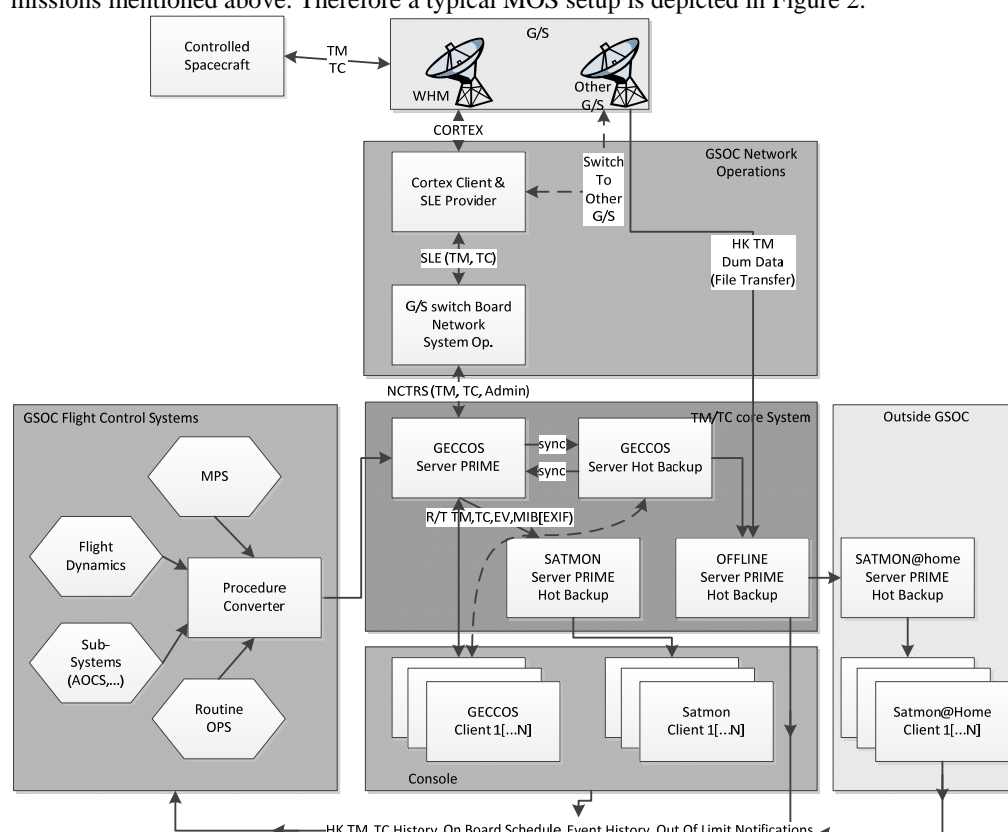 missions mentioned above. Therefore a typical MOS setup is depicted in Figure 2.
Controlled
Spacecraft
TM
TC
G/S
WHM
Other
G/S
CORTEX
GSOC Network
Operations
Cortex Client &
SLE Provider
Switch
To
Other
G/S
SLE (TM, TC)
HK TM
Dum Data
(File Transfer)
G/S switch Board
Network
System Op.
NCTRS (TM, TC, Admin)
GSOC Flight Control Systems
TM/TC core System
Outside GSOC
MPS
GECCOS
Server PRIME
sync
sync
GECCOS
Server Hot Backup
R/T TM,TC,EV,MIB[EXIF)
Flight
Dynamics
Procedure
Converter
SATMON
Server PRIME
Hot Backup
OFFLINE
Server PRIME
Hot Backup
SATMON@home
Server PRIME
Hot Backup
Sub-
Systems
(AOCS,...)
Routine
OPS
GECCOS
Client 1[...N]
Satmon
Client 1[...N]
Satmon@Home
Client 1[...N]
Console
HK TM, TC History, On Board Schedule, Event History, Out Of Limit Notifications